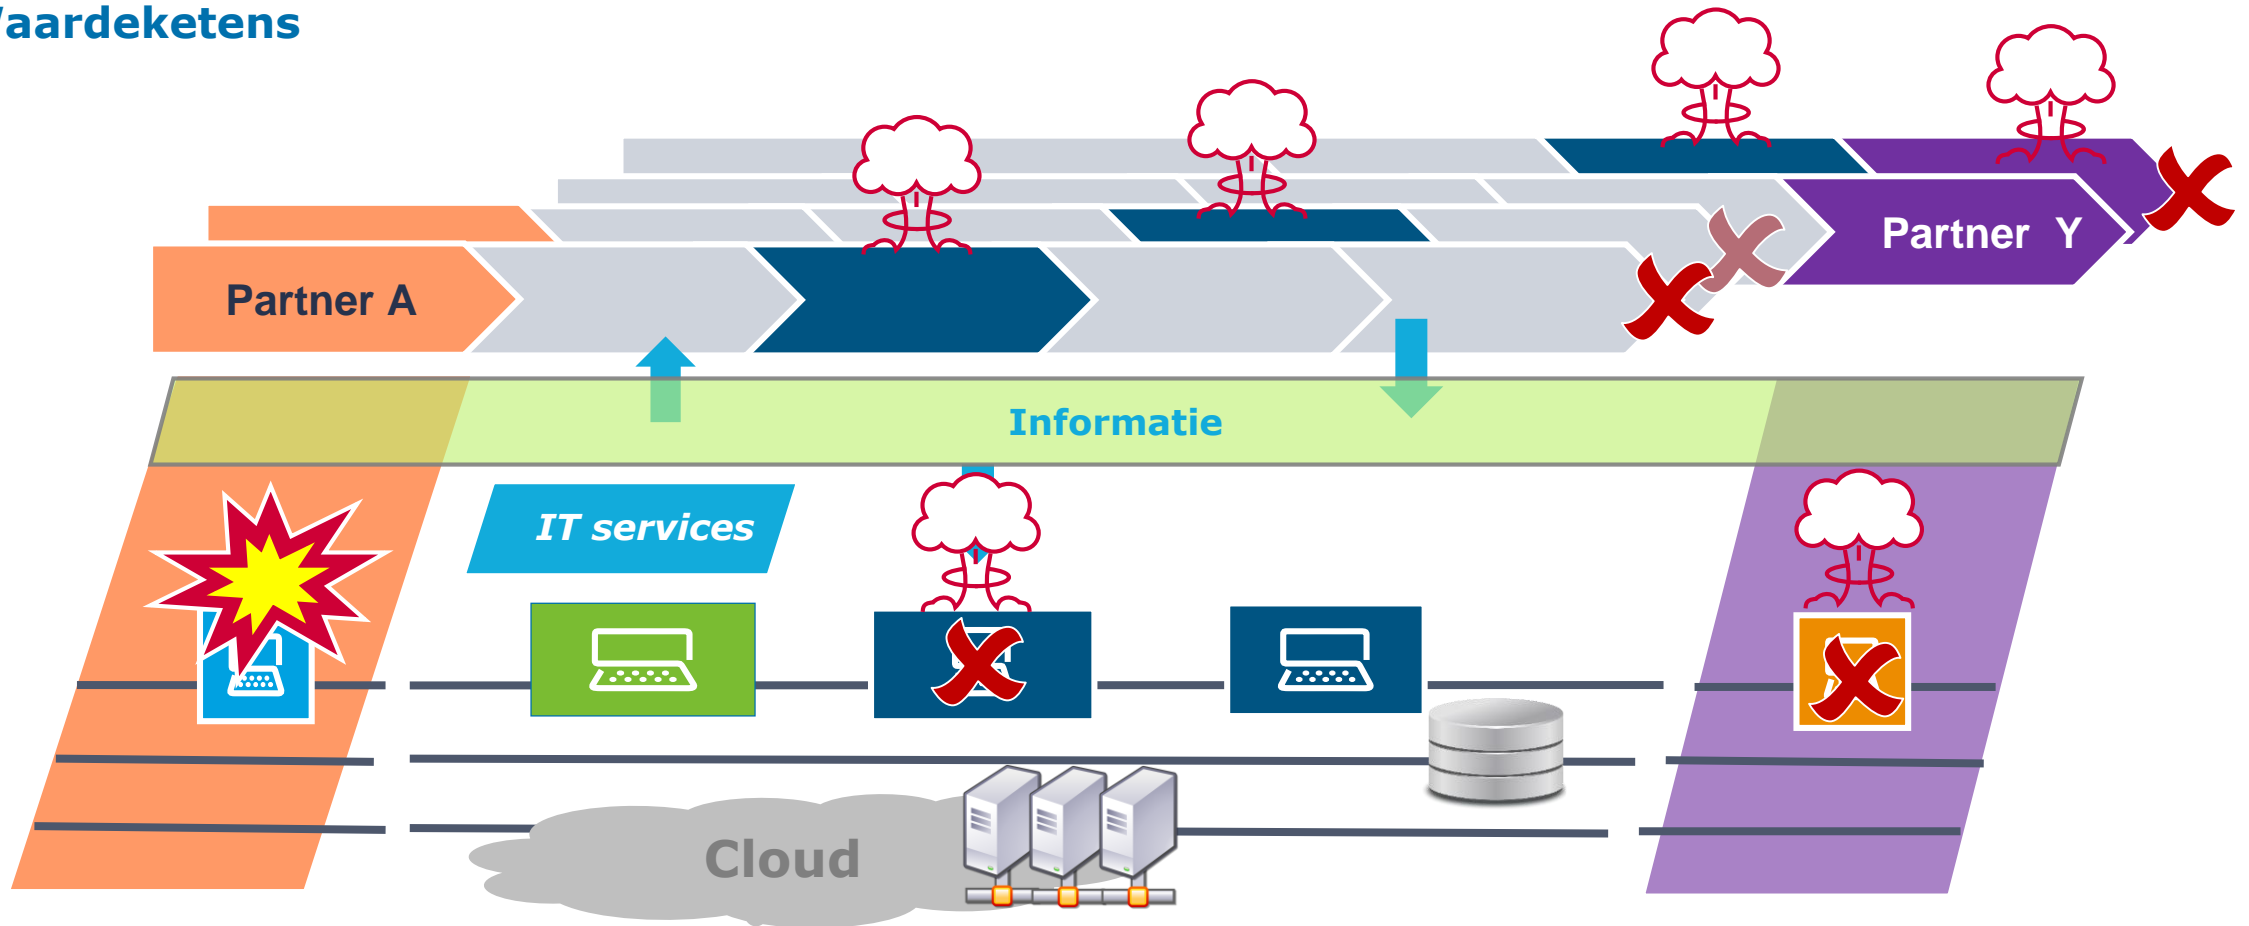 aardeketens
Partner Y
Partner A
Informatie
IT services
Cloud